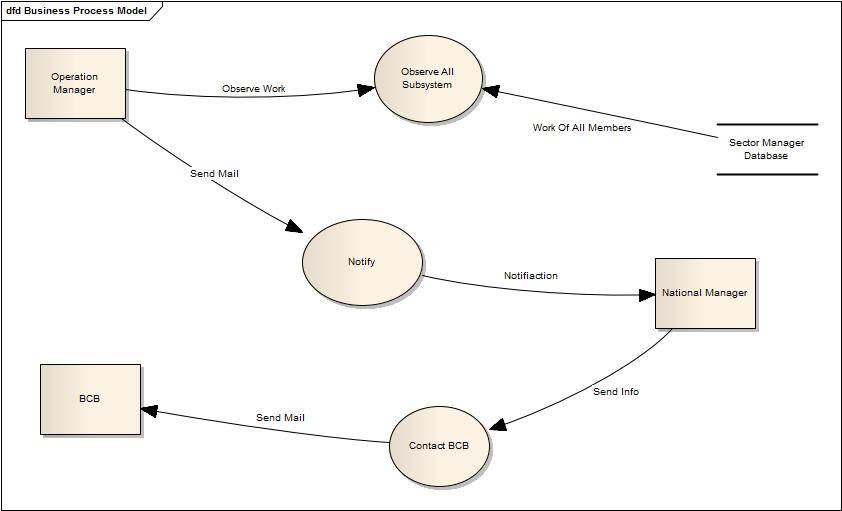 dfd Business Process Model
Operation
Manager
Observe Work
Observe All
Subsystem
Work Of All Members
Sector Manager
Database
Send Mail
Notify
Notifiaction
National Manager
Send Info
BCB
Send Mail
Contact BCB